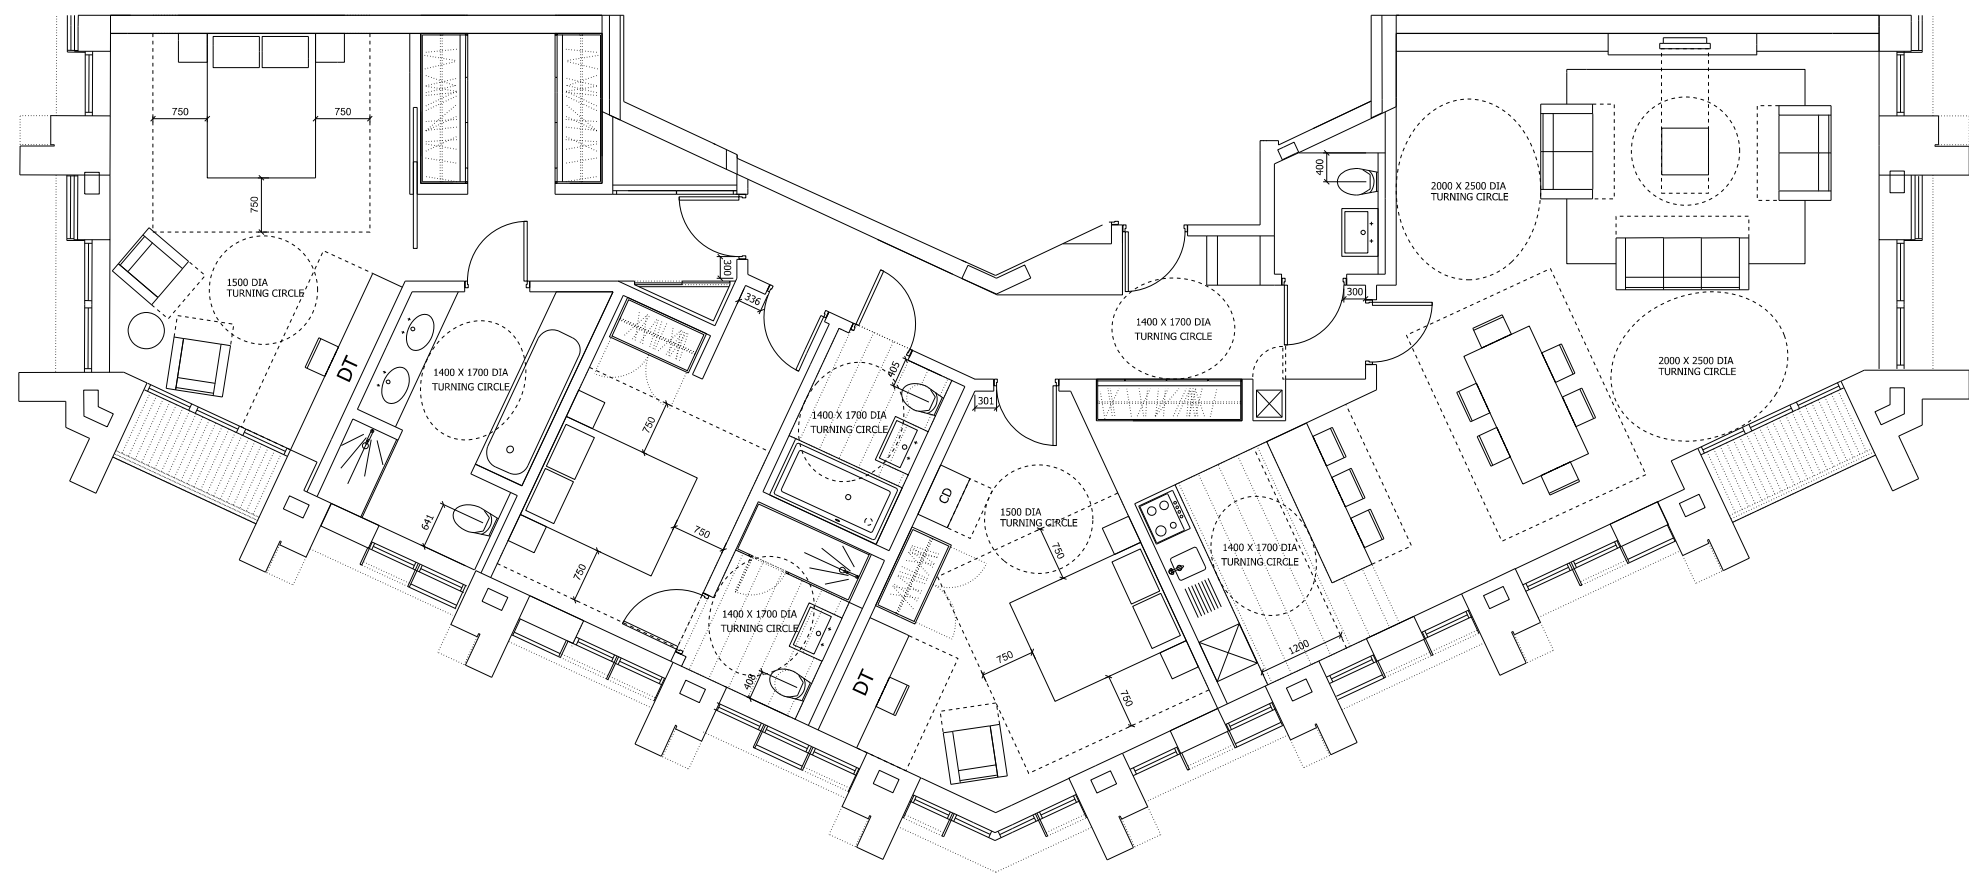 750
750
750
1500 DIA
TURNING CIRCLE
DT
1400 X 1700 DIA
TURNING CIRCLE
641
300
336
750
750
750
1400 X 1700 DIA
TURNING CIRCLE
405
1400 X 1700 DIA
TURNING CIRCLE
408
301
CD
1500 DIA
TURNING CIRCLE
750
750
750
DT
1400 X 1700 DIA
TURNING CIRCLE
400
300
1400 X 1700 DIA
TURNING CIRCLE
1200
2000 X 2500 DIA
TURNING CIRCLE
2000 X 2500 DIA
TURNING CIRCLE